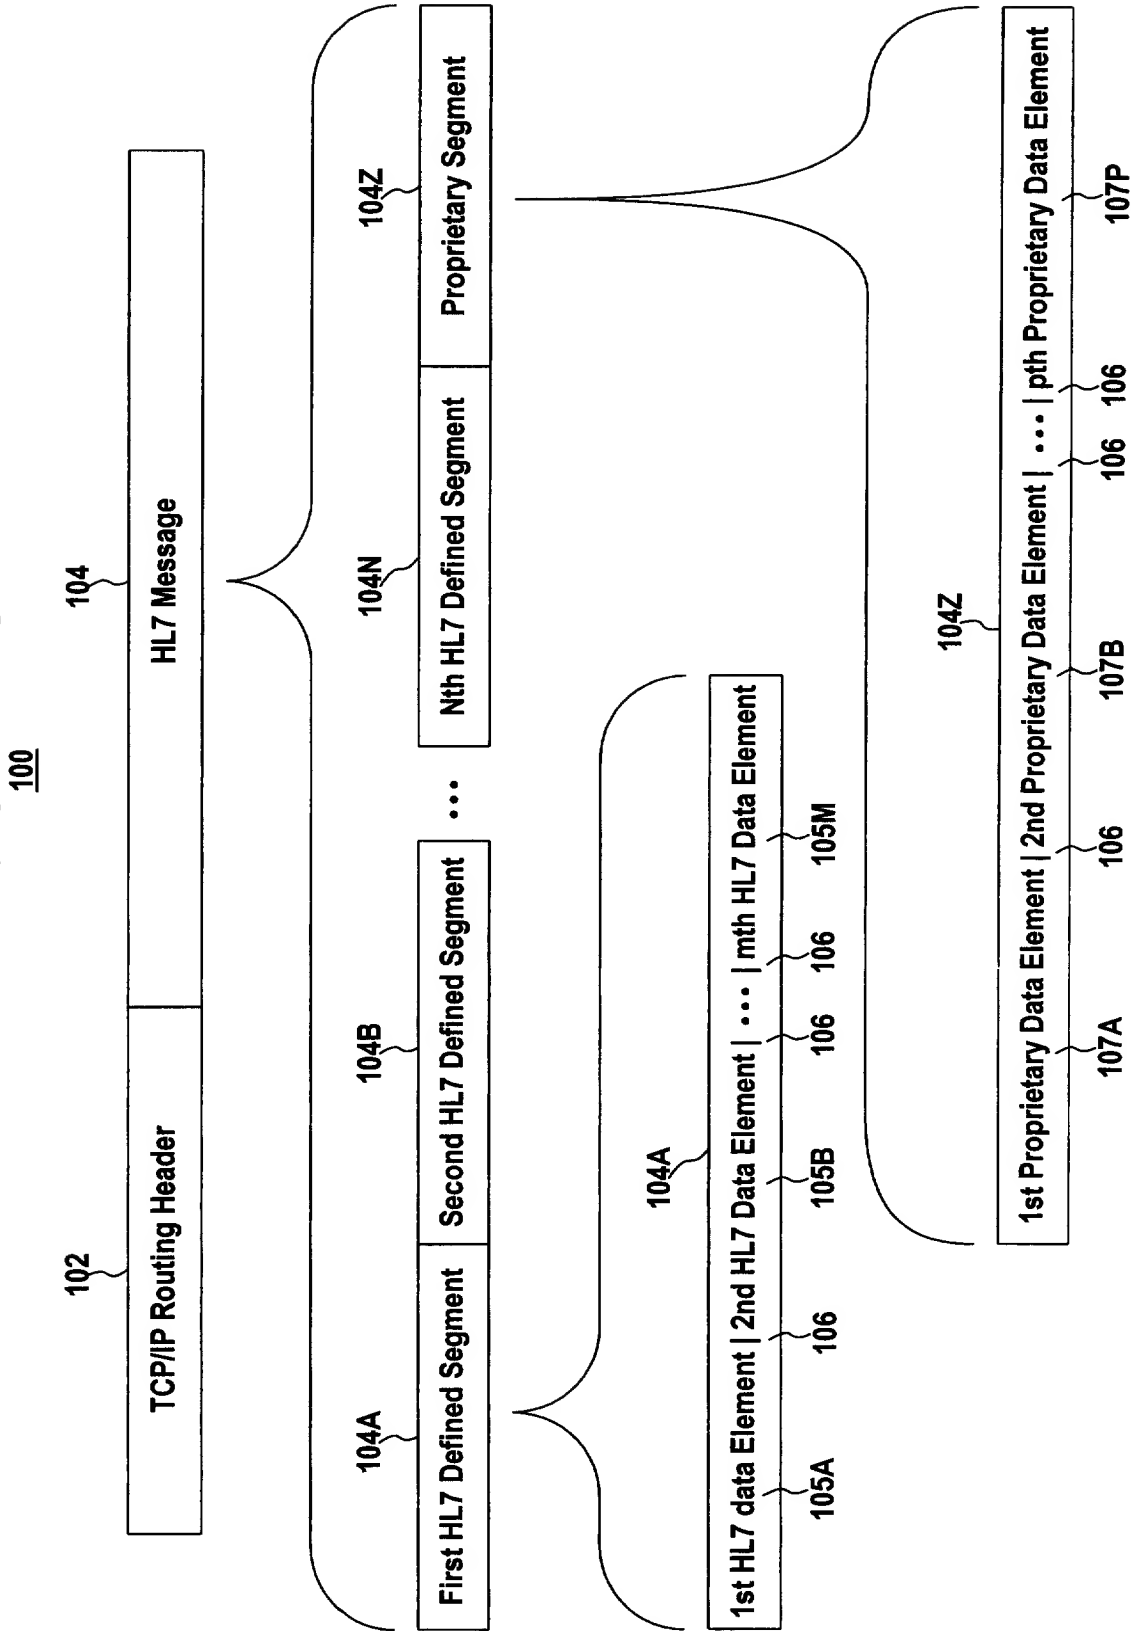 100
102
104
TCP/IP Routing Header
HL7 Message
104A
104B
104N
104Z
First HL7 Defined Segment
Second HL7 Defined Segment
•••
Nth HL7 Defined Segment
Proprietary Segment
104A
1st HL7 data Element | 2nd HL7 Data Element | ••• | mth HL7 Data Element
105A
106
105B
106
106
105M
104Z
1st Proprietary Data Element | 2nd Proprietary Data Element | ••• | pth Proprietary Data Element
107A
106
107B
106
106
107P